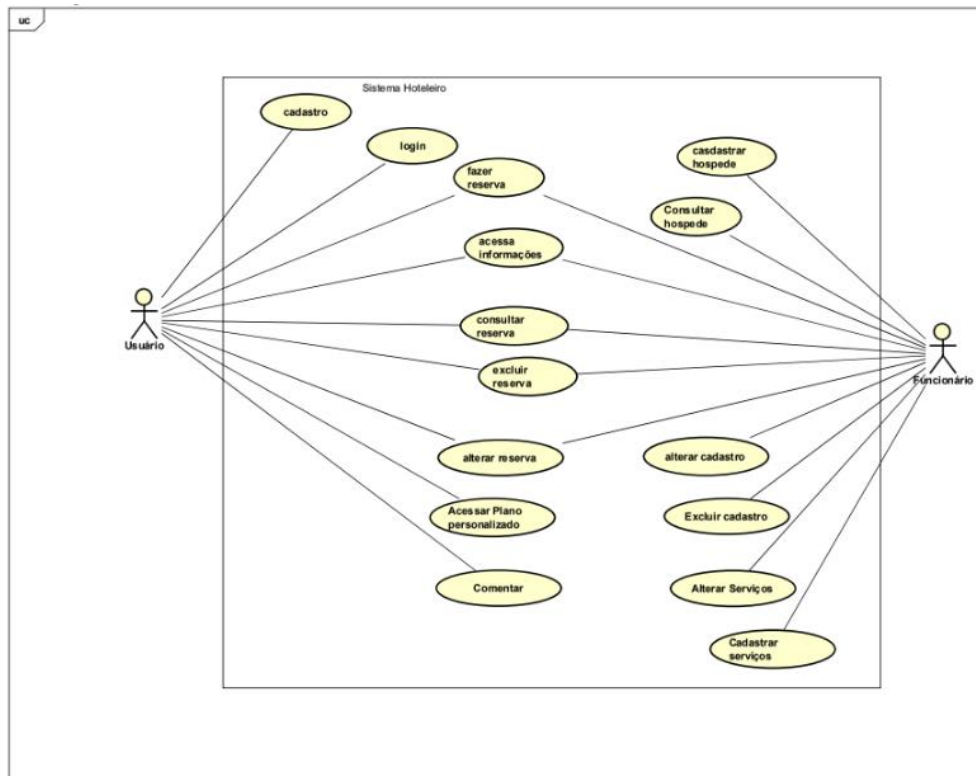 uc
Sistema Hoteleiro
cadastro
login
fazer
reserva
casdastrar
hospede
Consultar
hospede
acessa
informações
consultar
reserva
Usuário
excluir
reserva
Funcionário
alterar reserva
alterar cadastro
Acessar Plano
personalizado
Excluir cadastro
Comentar
Alterar Serviços
Cadastrar
serviços